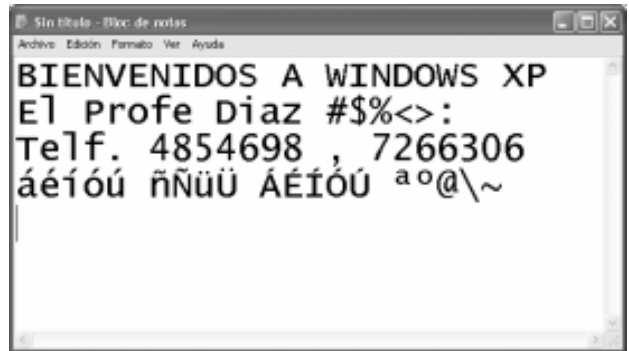 Sin título - Bloc de notas
Archivo Edición Formato Ver Ayuda
BIENVENIDOS A WINDOWS XP
El Profe Diaz #$%<>:
Telf. 4854698 , 7266306
áéíóú ñÑüÜ ÁÉÍÓÚ ªº@\~